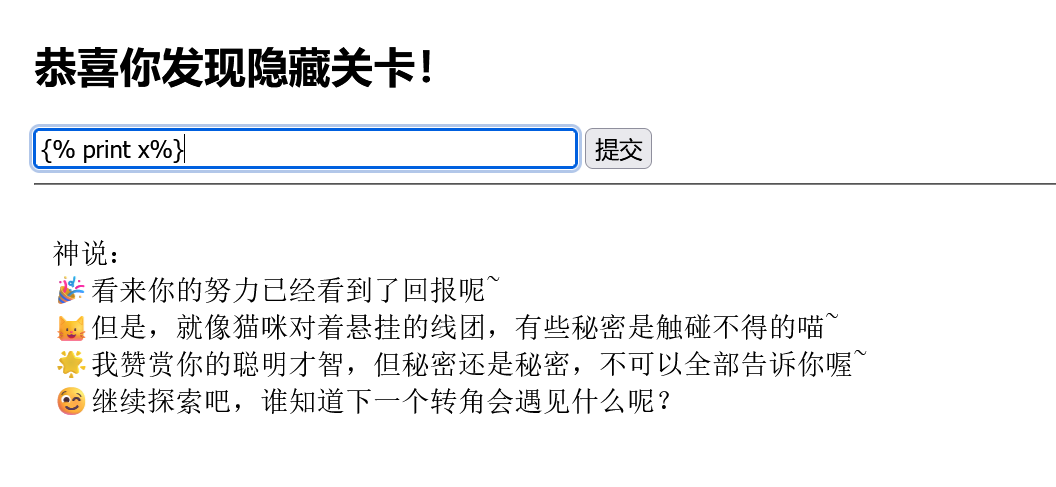 恭喜你发现隐藏关卡！
{% print x%}
提交
神说：
🎉看来你的努力已经看到了回报呢~
😺但是，就像猫咪对着悬挂的线团，有些秘密是触碰不得的喵~
🌟我赞赏你的聪明才智，但秘密还是秘密，不可以全部告诉你喔~
😉继续探索吧，谁知道下一个转角会遇见什么呢？